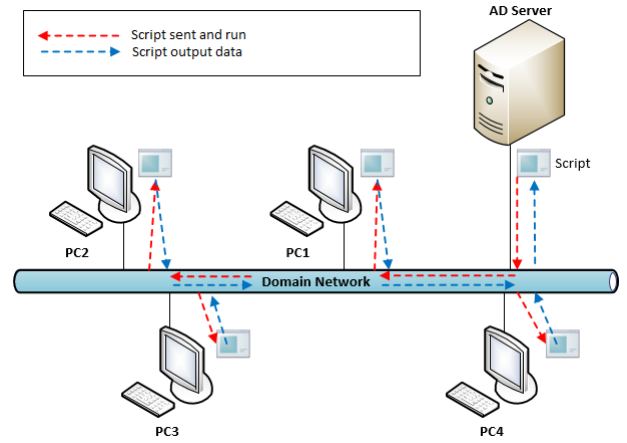 AD Server
Script sent and run
Script output data
Script
PC2
PC1
Domain Network
PC3
PC4